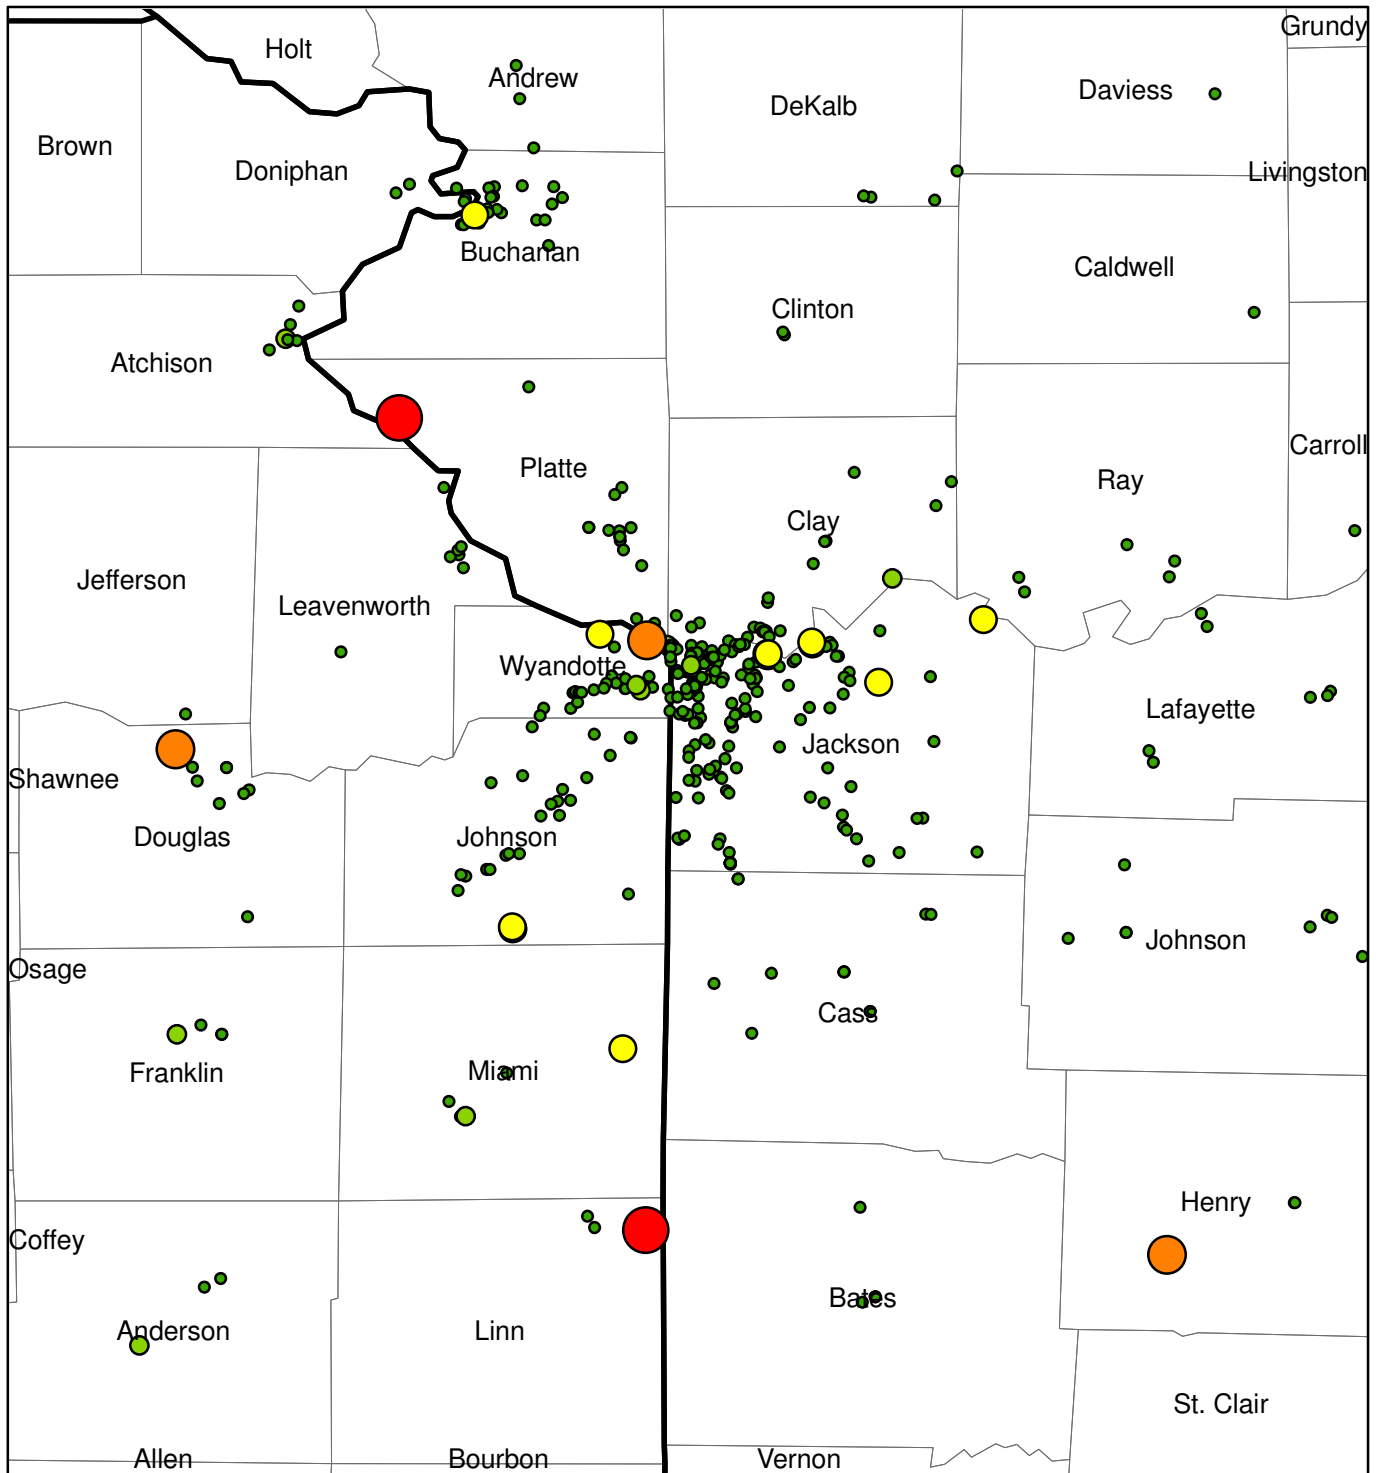 Grundy
Holt
Andrew
DeKalb
Daviess
Brown
Doniphan
Livingston
Buchanan
Caldwell
Clinton
Atchison
Carroll
Platte
Ray
Clay
Jefferson
Leavenworth
Wyandotte
Lafayette
Jackson
Shawnee
Douglas
Johnson
Johnson
Osage
Cass
Franklin
Miami
Henry
Coffey
Bates
Anderson
Linn
St. Clair
Allen
Bourbon
Vernon